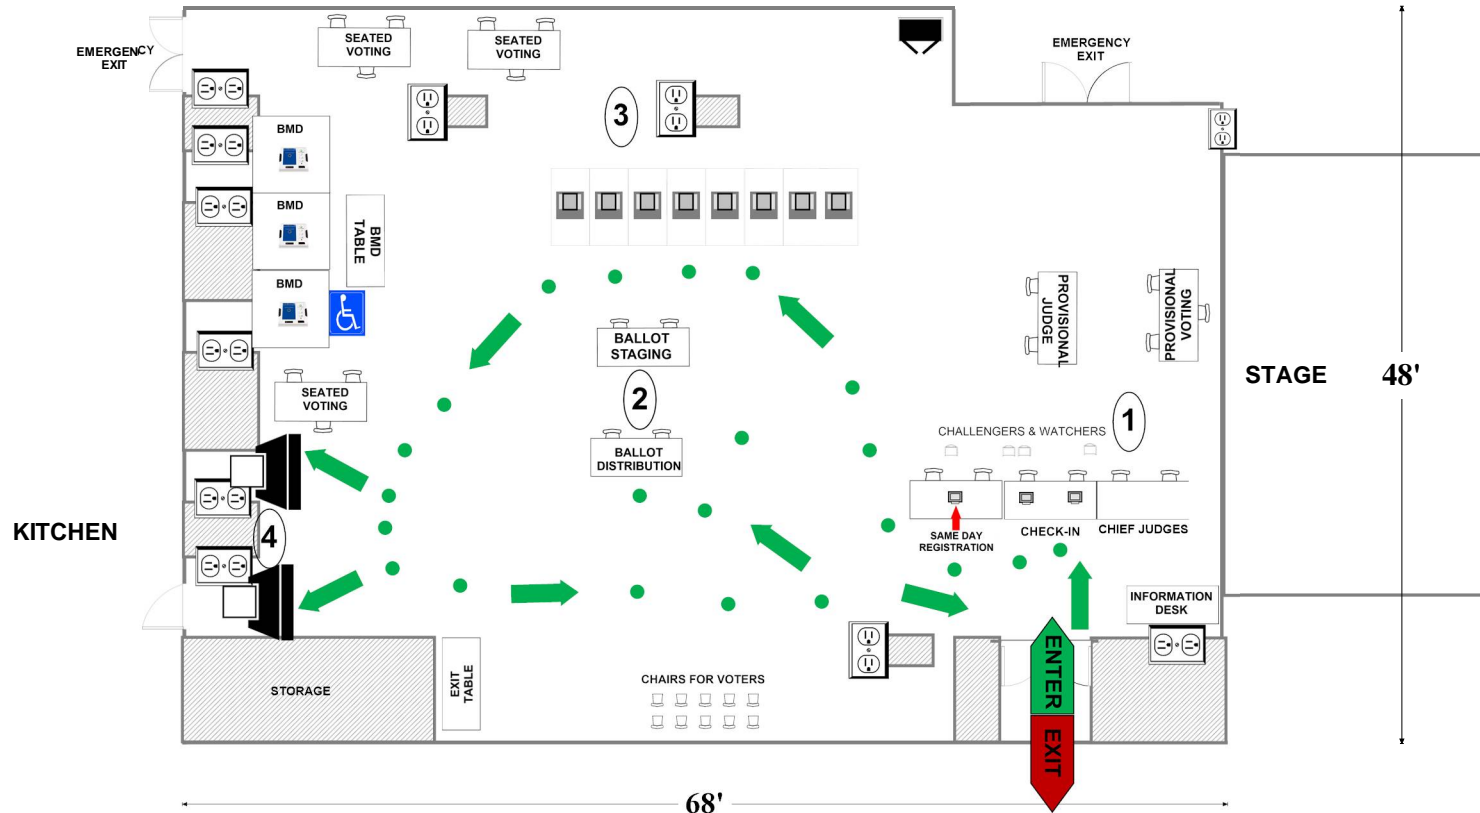 EMERGENCY
EXIT
SEATED
VOTING
SEATED
VOTING
EMERGENCY
EXIT
3
BMD
BMD
BMD
BMD
TABLE
BALLOT
STAGING
PROVISIONAL
JUDGE
PROVISIONAL
VOTING
STAGE
48'
SEATED
VOTING
2
1
CHALLENGERS & WATCHERS
BALLOT
DISTRIBUTION
KITCHEN
4
SAME DAY
REGISTRATION
CHECK-IN
CHIEF JUDGES
INFORMATION
DESK
STORAGE
EXIT
TABLE
CHAIRS FOR VOTERS
ENTER
EXIT
68'